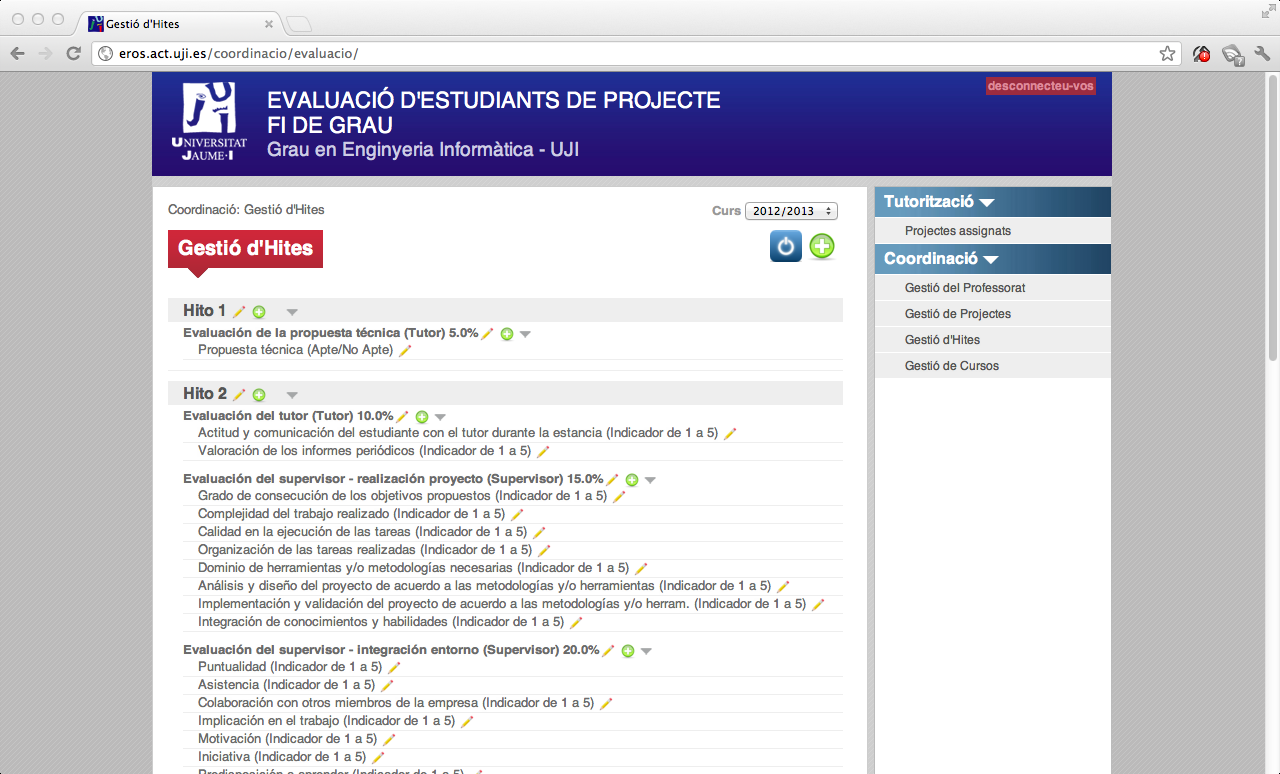 Gestió d'Hites
eros.act.uji.es/coordinacio/evaluacio/
desconnecteu-vos
UNIVERSITAT
JAUME·I
EVALUACIÓ D'ESTUDIANTS DE PROJECTE
FI DE GRAU
Grau en Enginyeria Informàtica - UJI
Coordinació: Gestió d'Hites
Curs 2012/2013
Gestió d'Hites
Hito 1
Evaluación de la propuesta técnica (Tutor) 5.0%
Propuesta técnica (Apte/No Apte)
Hito 2
Evaluación del tutor (Tutor) 10.0%
Actitud y comunicación del estudiante con el tutor durante la estancia (Indicador de 1 a 5)
Valoración de los informes periódicos (Indicador de 1 a 5)
Evaluación del supervisor - realización proyecto (Supervisor) 15.0%
Grado de consecución de los objetivos propuestos (Indicador de 1 a 5)
Complejidad del trabajo realizado (Indicador de 1 a 5)
Calidad en la ejecución de las tareas (Indicador de 1 a 5)
Organización de las tareas realizadas (Indicador de 1 a 5)
Dominio de herramientas y/o metodologías necesarias (Indicador de 1 a 5)
Análisis y diseño del proyecto de acuerdo a las metodologías y/o herramientas (Indicador de 1 a 5)
Implementación y validación del proyecto de acuerdo a las metodologías y/o herram. (Indicador de 1 a 5)
Integración de conocimientos y habilidades (Indicador de 1 a 5)
Evaluación del supervisor - integración entorno (Supervisor) 20.0%
Puntualidad (Indicador de 1 a 5)
Asistencia (Indicador de 1 a 5)
Colaboración con otros miembros de la empresa (Indicador de 1 a 5)
Implicación en el trabajo (Indicador de 1 a 5)
Motivación (Indicador de 1 a 5)
Iniciativa (Indicador de 1 a 5)
Predisposición a aprender (Indicador de 1 a 5)
Tutorització
Projectes assignats
Coordinació
Gestió del Professorat
Gestió de Projectes
Gestió d'Hites
Gestió de Cursos